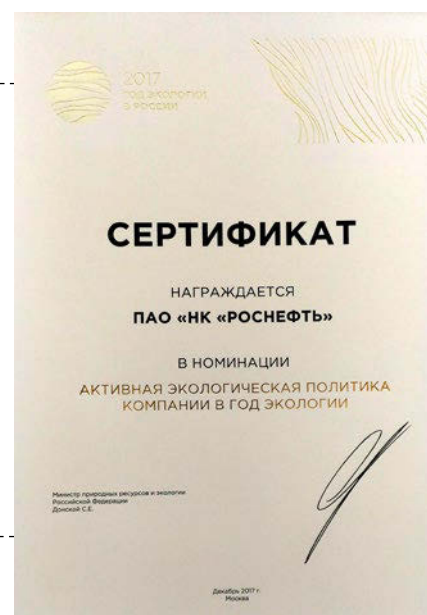 2017
ГОД ЭКОЛОГИИ
В РОССИИ
СЕРТИФИКАТ
НАГРАЖДАЕТСЯ
ПАО «НК «РОСНЕФТЬ»
В НОМИНАЦИИ
АКТИВНАЯ ЭКОЛОГИЧЕСКАЯ ПОЛИТИКА
КОМПАНИИ В ГОД ЭКОЛОГИИ
Министр природных ресурсов и экологии
Российской Федерации
Донской С.Е.
Декабрь 2017 г.
Москва